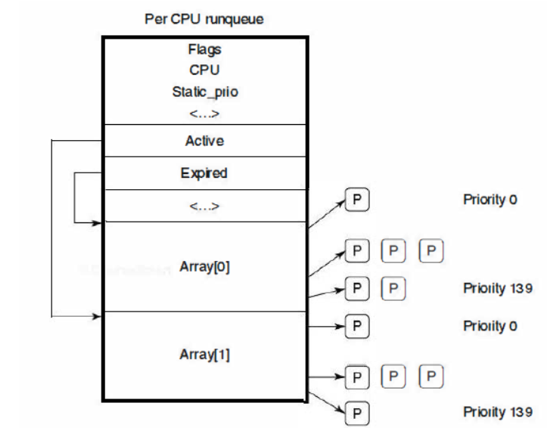 Per CPU runqueue
Flags
CPU
Static_prio
<...>
Active
Expired
<...>
P Priority 0
P P P
Array[0]
P P Priority 139
P Priority 0
Array[1]
P P P
P Priority 139